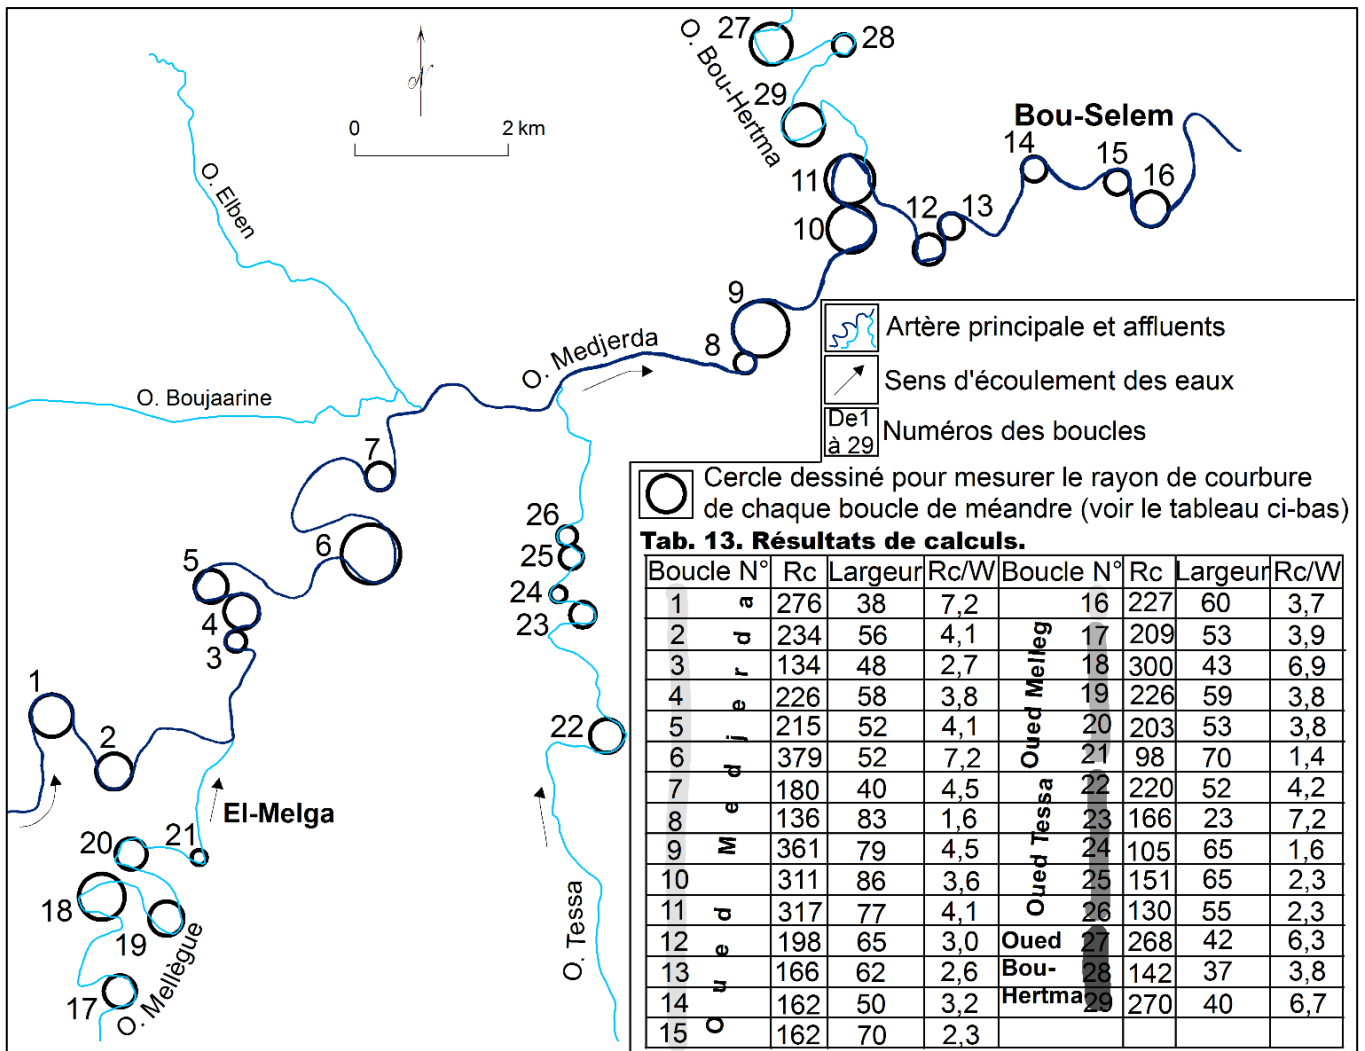 27
28
O. Bou-Hertma
29
Bou-Selem
N
0 2 km
14
15
16
11
12
13
10
O. Elben
9
8
O. Medjerda
O. Boujaarine
7
6
5
4
3
26
25
24
23
22
1
2
El-Melga
20
21
18
19
17
O. Mellègue
O. Tessa
Artère principale et affluents
Sens d'écoulement des eaux
De1
à 29
Numéros des boucles
Cercle dessiné pour mesurer le rayon de courbure
de chaque boucle de méandre (voir le tableau ci-bas)
Tab. 13. Résultats de calculs.
Boucle N° Rc Largeur Rc/W Boucle N° Rc Largeur Rc/W
Oued Medjerda
Oued Melleg
Oued Tessa
Oued
Bou-
Hertma
1 276 38 7,2 16 227 60 3,7
2 234 56 4,1 17 209 53 3,9
3 134 48 2,7 18 300 43 6,9
4 226 58 3,8 19 226 59 3,8
5 215 52 4,1 20 203 53 3,8
6 379 52 7,2 21 98 70 1,4
7 180 40 4,5 22 220 52 4,2
8 136 83 1,6 23 166 23 7,2
9 361 79 4,5 24 105 65 1,6
10 311 86 3,6 25 151 65 2,3
11 317 77 4,1 26 130 55 2,3
12 198 65 3,0 27 268 42 6,3
13 166 62 2,6 28 142 37 3,8
14 162 50 3,2 29 270 40 6,7
15 162 70 2,3